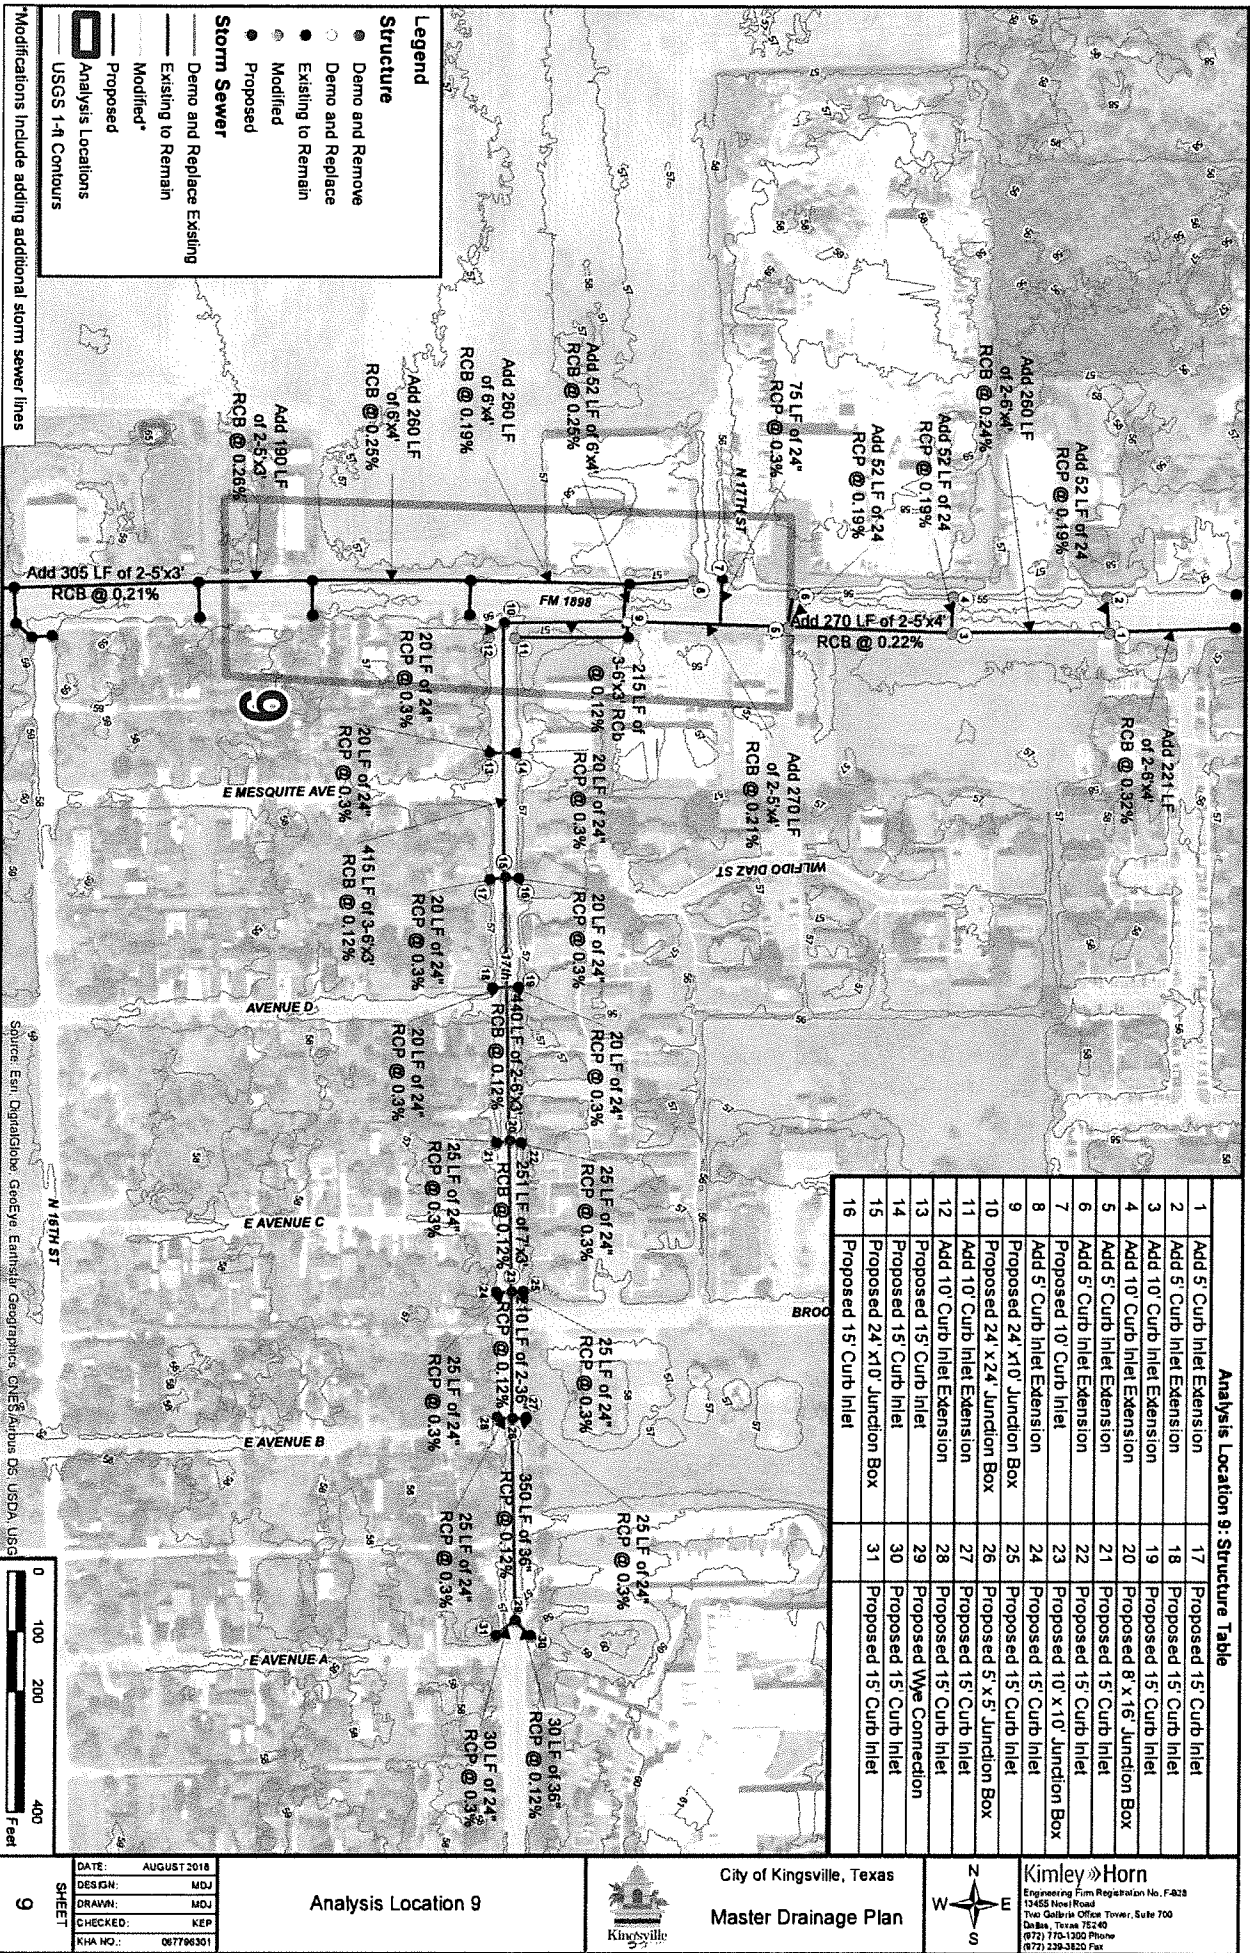 Legend
Structure
Demo and Remove
Demo and Replace
Existing to Remain
Modified
Proposed
Storm Sewer
Demo and Replace Existing
Existing to Remain
Modified*
Proposed
Analysis Locations
USGS 1-ft Contours
*Modifications Include adding additional storm sewer lines
Analysis Location 9: Structure Table
1 Add 5' Curb Inlet Extension
2 Add 5' Curb Inlet Extension
3 Add 10' Curb Inlet Extension
4 Add 10' Curb Inlet Extension
5 Add 5' Curb Inlet Extension
6 Add 5' Curb Inlet Extension
7 Proposed 10' Curb Inlet
8 Add 5' Curb Inlet Extension
9 Proposed 24' x10' Junction Box
10 Proposed 24' x 24' Junction Box
11 Add 10' Curb Inlet Extension
12 Add 10' Curb Inlet Extension
13 Proposed 15' Curb Inlet
14 Proposed 15' Curb Inlet
15 Proposed 24' x10' Junction Box
16 Proposed 15' Curb Inlet
17 Proposed 15' Curb Inlet
18 Proposed 15' Curb Inlet
19 Proposed 15' Curb Inlet
20 Proposed 8' x 16' Junction Box
21 Proposed 15' Curb Inlet
22 Proposed 15' Curb Inlet
23 Proposed 10' x 10' Junction Box
24 Proposed 15' Curb Inlet
25 Proposed 15' Curb Inlet
26 Proposed 5' x 5' Junction Box
27 Proposed 15' Curb Inlet
28 Proposed 15' Curb Inlet
29 Proposed Wye Connection
30 Proposed 15' Curb Inlet
31 Proposed 15' Curb Inlet
Add 52 LF of 24
RCP @ 0.19%
Add 260 LF
of 2-6'x4'
RCB @ 0.24%
Add 52 LF of 24
RCP @ 0.19%
Add 52 LF of 24
RCP @ 0.19%
75 LF of 24"
RCP @ 0.3%
Add 52 LF of 6'x4'
RCB @ 0.25%
Add 260 LF
of 6'x4'
RCB @ 0.19%
Add 260 LF
of 6'x4'
RCB @ 0.25%
Add 190 LF
of 2-5'x3'
RCB @ 0.26%
Add 305 LF of 2-5'x3'
RCB @ 0.21%
N 17TH ST
FM 1898
Add 270 LF of 2-5'x4'
RCB @ 0.22%
Add 221 LF
of 2-6'x4'
RCB @ 0.32%
Add 270 LF
of 2-5'x4'
RCB @ 0.21%
215 LF of
3-6'x3' RCb
@ 0.12%
9
20 LF of 24"
RCP @ 0.3%
20 LF of 24"
RCP @ 0.3%
20 LF of 24"
RCP @ 0.3%
E MESQUITE AVE
415 LF of 3-6'x3'
RCB @ 0.12%
WILFIDO DIAZ ST
20 LF of 24"
RCP @ 0.3%
20 LF of 24"
RCP @ 0.3%
17th
AVENUE D
440 LF of 2-6'x3'
RCB @ 0.12%
20 LF of 24"
RCP @ 0.3%
20 LF of 24"
RCP @ 0.3%
25 LF of 24"
RCP @ 0.3%
25 LF of 24"
RCP @ 0.3%
251 LF of 7'x3'
RCB @ 0.12%
E AVENUE C
BROO
210 LF of 2-36"
RCP @ 0.12%
25 LF of 24"
RCP @ 0.3%
25 LF of 24"
RCP @ 0.3%
E AVENUE B
350 LF of 36"
RCP @ 0.12%
25 LF of 24"
RCP @ 0.3%
25 LF of 24"
RCP @ 0.3%
E AVENUE A
30 LF of 36"
RCP @ 0.12%
30 LF of 24"
RCP @ 0.3%
N 16TH ST
Source: Esri, DigitalGlobe, GeoEye, Earthstar Geographics, CNES/Airbus DS, USDA, USG
0 100 200 400
Feet
Kimley»Horn
Engineering Firm Registration No. F-928
13455 Noel Road
Two Galleria Office Tower, Suite 700
Dallas, Texas 75240
(972) 770-1300 Phone
(972) 239-3820 Fax
N
W E
S
City of Kingsville, Texas
Master Drainage Plan
Kingsville
Analysis Location 9
DATE: AUGUST 2018
DESIGN: MDJ
DRAWN: MDJ
CHECKED: KEP
KHA NO.: 067796301
SHEET
9